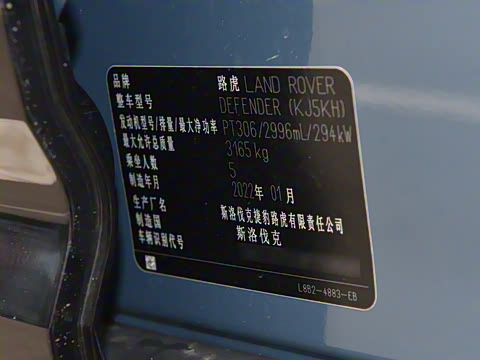 品牌 路虎 LAND ROVER
整车型号 DEFENDER (KJ5KH)
发动机型号/排量/最大净功率 PT306/2996mL/294kW
最大允许总质量 3165kg
乘坐人数 5
制造年月 2022年 01月
生产厂名 斯洛伐克捷豹路虎有限责任公司
制造国 斯洛伐克
车辆识别代号
L8B2-4883-EB